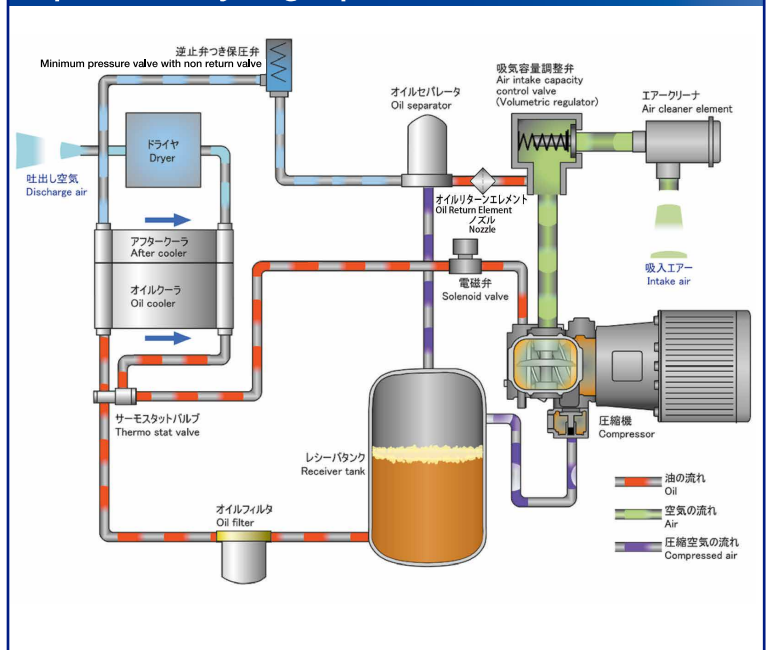 逆止弁つき保圧弁
Minimum pressure valve with non return valve
オイルセパレータ
Oil separator
吸気容量調整弁
Air intake capacity
control valve
(Volumetric regulator)
エアークリーナ
Air cleaner element
ドライヤ
Dryer
吐出し空気
Discharge air
オイルリターンエレメント
Oil Return Element
ノズル
Nozzle
アフタークーラ
After cooler
オイルクーラ
Oil cooler
電磁弁
Solenoid valve
吸入エアー
Intake air
サーモスタットバルブ
Thermo stat valve
圧縮機
Compressor
レシーバタンク
Receiver tank
オイルフィルタ
Oil filter
油の流れ
Oil
空気の流れ
Air
圧縮空気の流れ
Compressed air